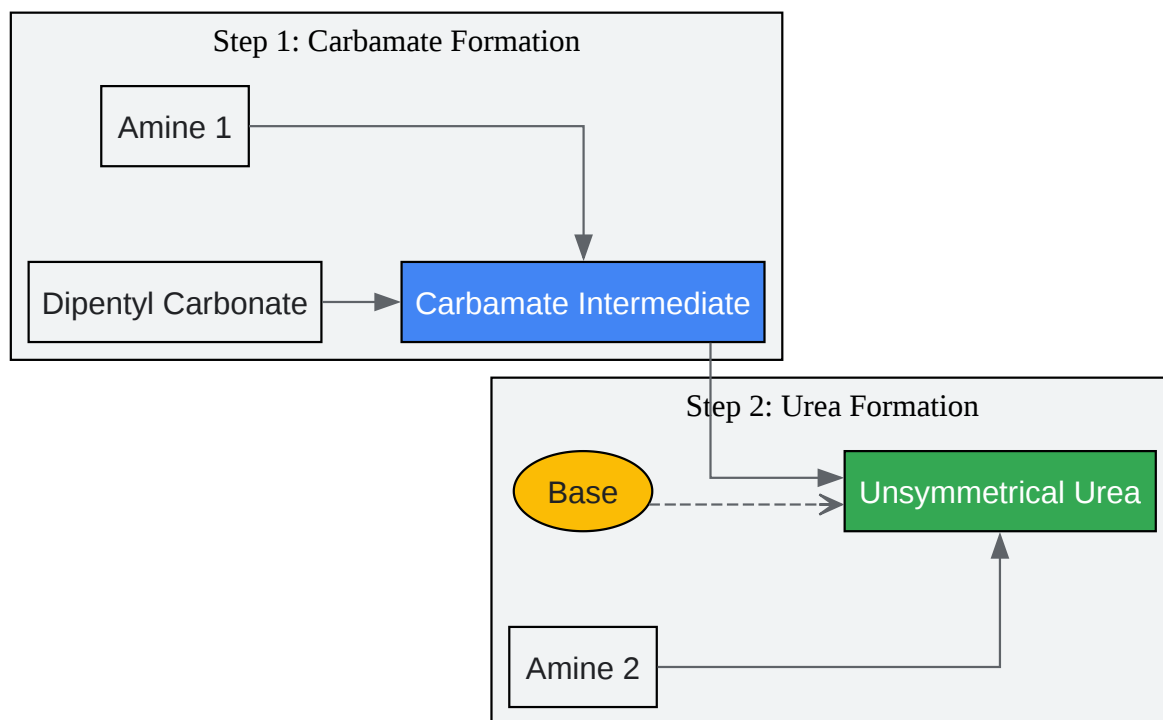 Step 1: Carbamate Formation
Amine 1
Dipentyl Carbonate
Carbamate Intermediate
Step 2: Urea Formation
Base
Unsymmetrical Urea
Amine 2